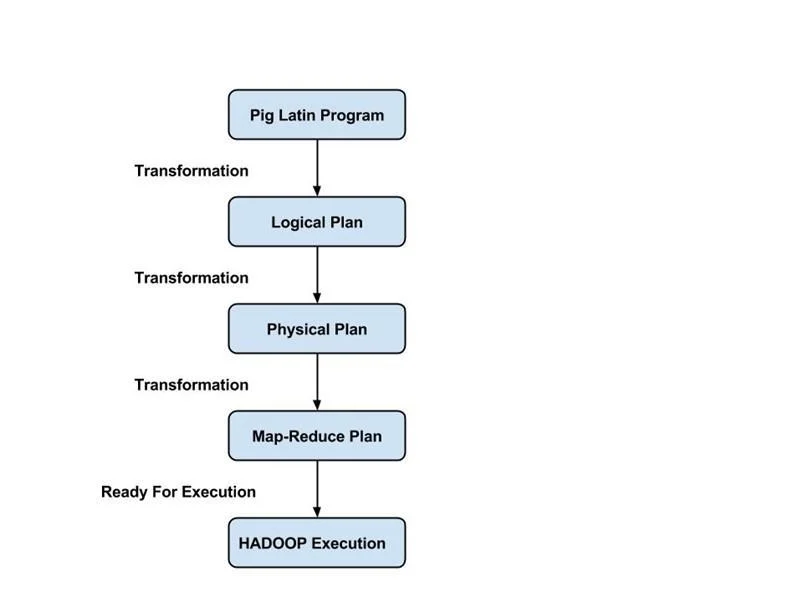 Pig Latin Program
Transformation
Logical Plan
Transformation
Physical Plan
Transformation
Map-Reduce Plan
Ready For Execution
HADOOP Execution